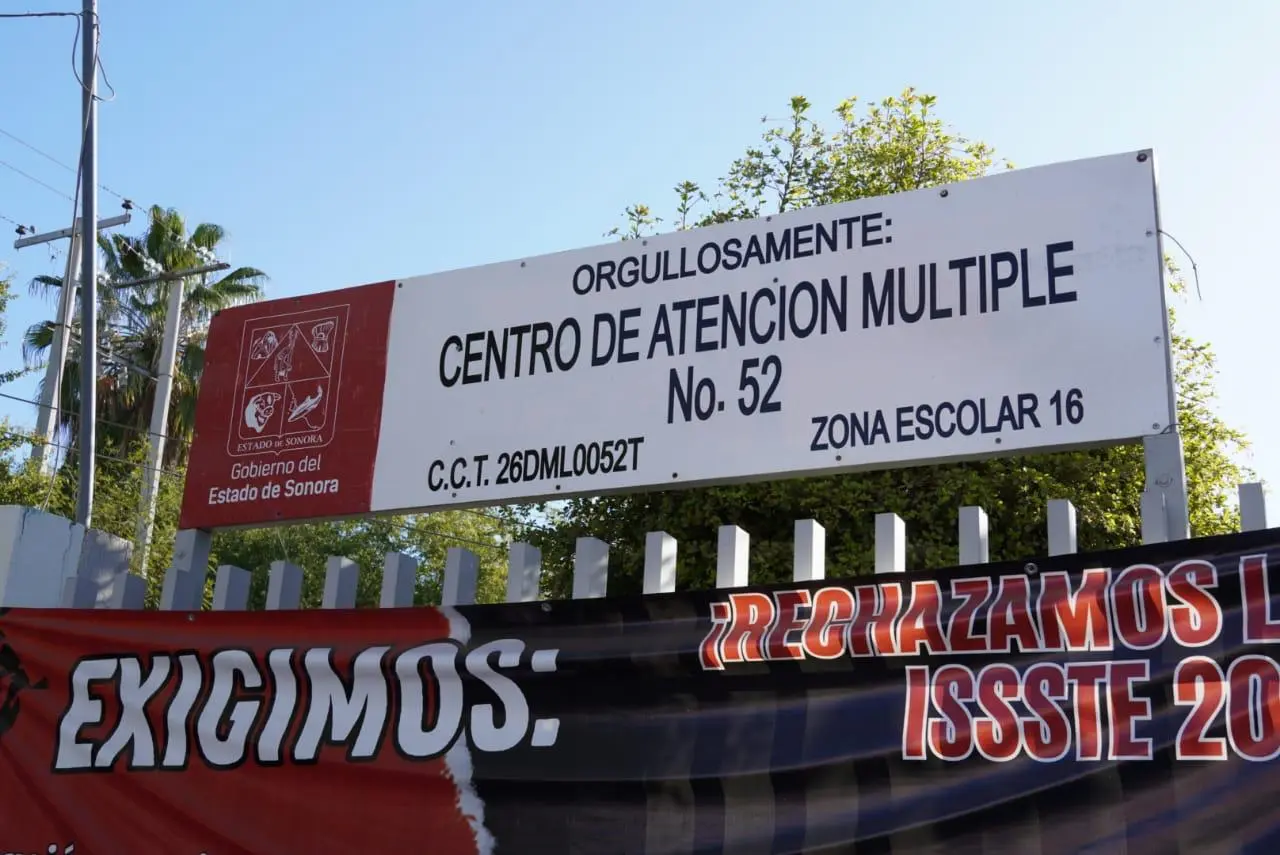 ORGULLOSAMENTE:
CENTRO DE ATENCION MULTIPLE
No. 52
C.C.T. 26DML0052T
ZONA ESCOLAR 16
ESTADO DE SONORA
Gobierno del
Estado de Sonora
EXIGIMOS:
¡RECHAZAMOS L
ISSSTE 20